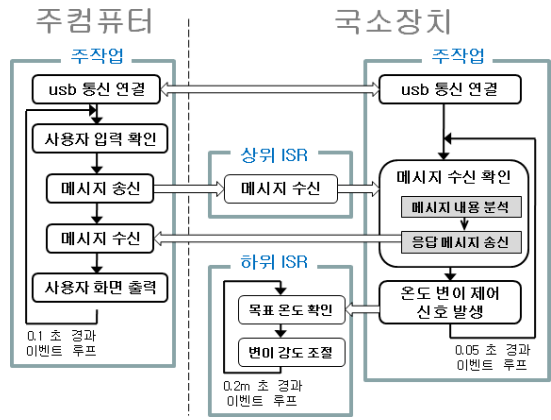 주컴퓨터
국소장치
주작업
주작업
usb 통신 연결
usb 통신 연결
사용자 입력 확인
상위 ISR
메시지 수신 확인
메시지 송신
메시지 수신
메시지 내용 분석
메시지 수신
응답 메시지 송신
하위 ISR
사용자 화면 출력
온도 변이 제어
신호 발생
목표 온도 확인
0.1 초 경과
이벤트 루프
변이 강도 조절
0.05 초 경과
이벤트 루프
0.2m 초 경과
이벤트 루프